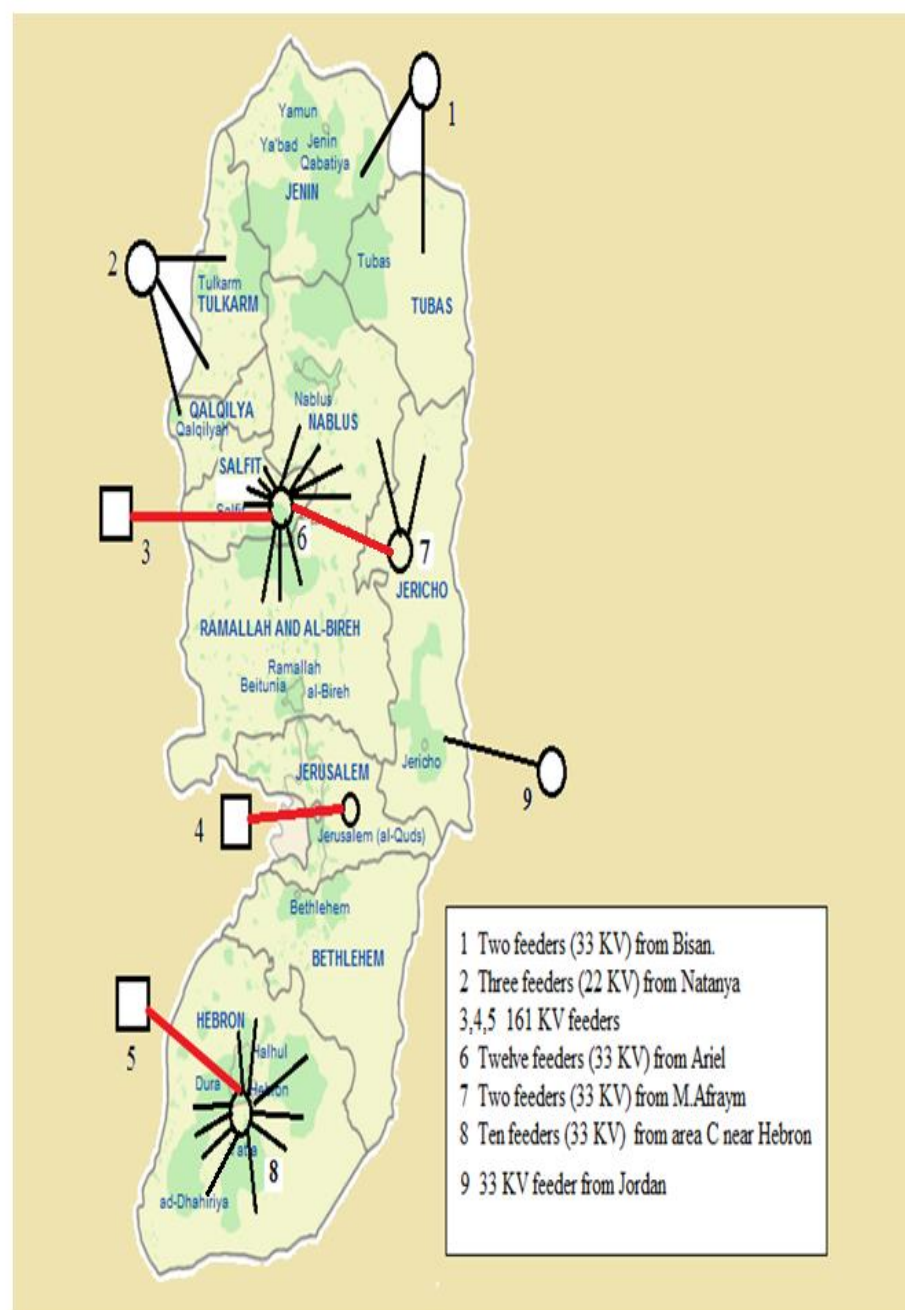 1
Yamun
Ya'bad
Jenin
Qabatiya
JENIN
2
Tubas
Tulkarm
TULKARM
TUBAS
QALQILYA
Qalqilyah
Nablus
NABLUS
SALFIT
Salfit
3
6
7
JERICHO
RAMALLAH AND AL-BIREH
Ramallah
Beitunia
al-Bireh
Jericho
JERUSALEM
9
4
Jerusalem (al-Quds)
Bethlehem
BETHLEHEM
HEBRON
Halhul
5
Dura
Hebron
8
ad-Dhahiriya
1 Two feeders (33 KV) from Bisan.
2 Three feeders (22 KV) from Natanya
3,4,5 161 KV feeders
6 Twelve feeders (33 KV) from Ariel
7 Two feeders (33 KV) from M.Afraym
8 Ten feeders (33 KV) from area C near Hebron
9 33 KV feeder from Jordan